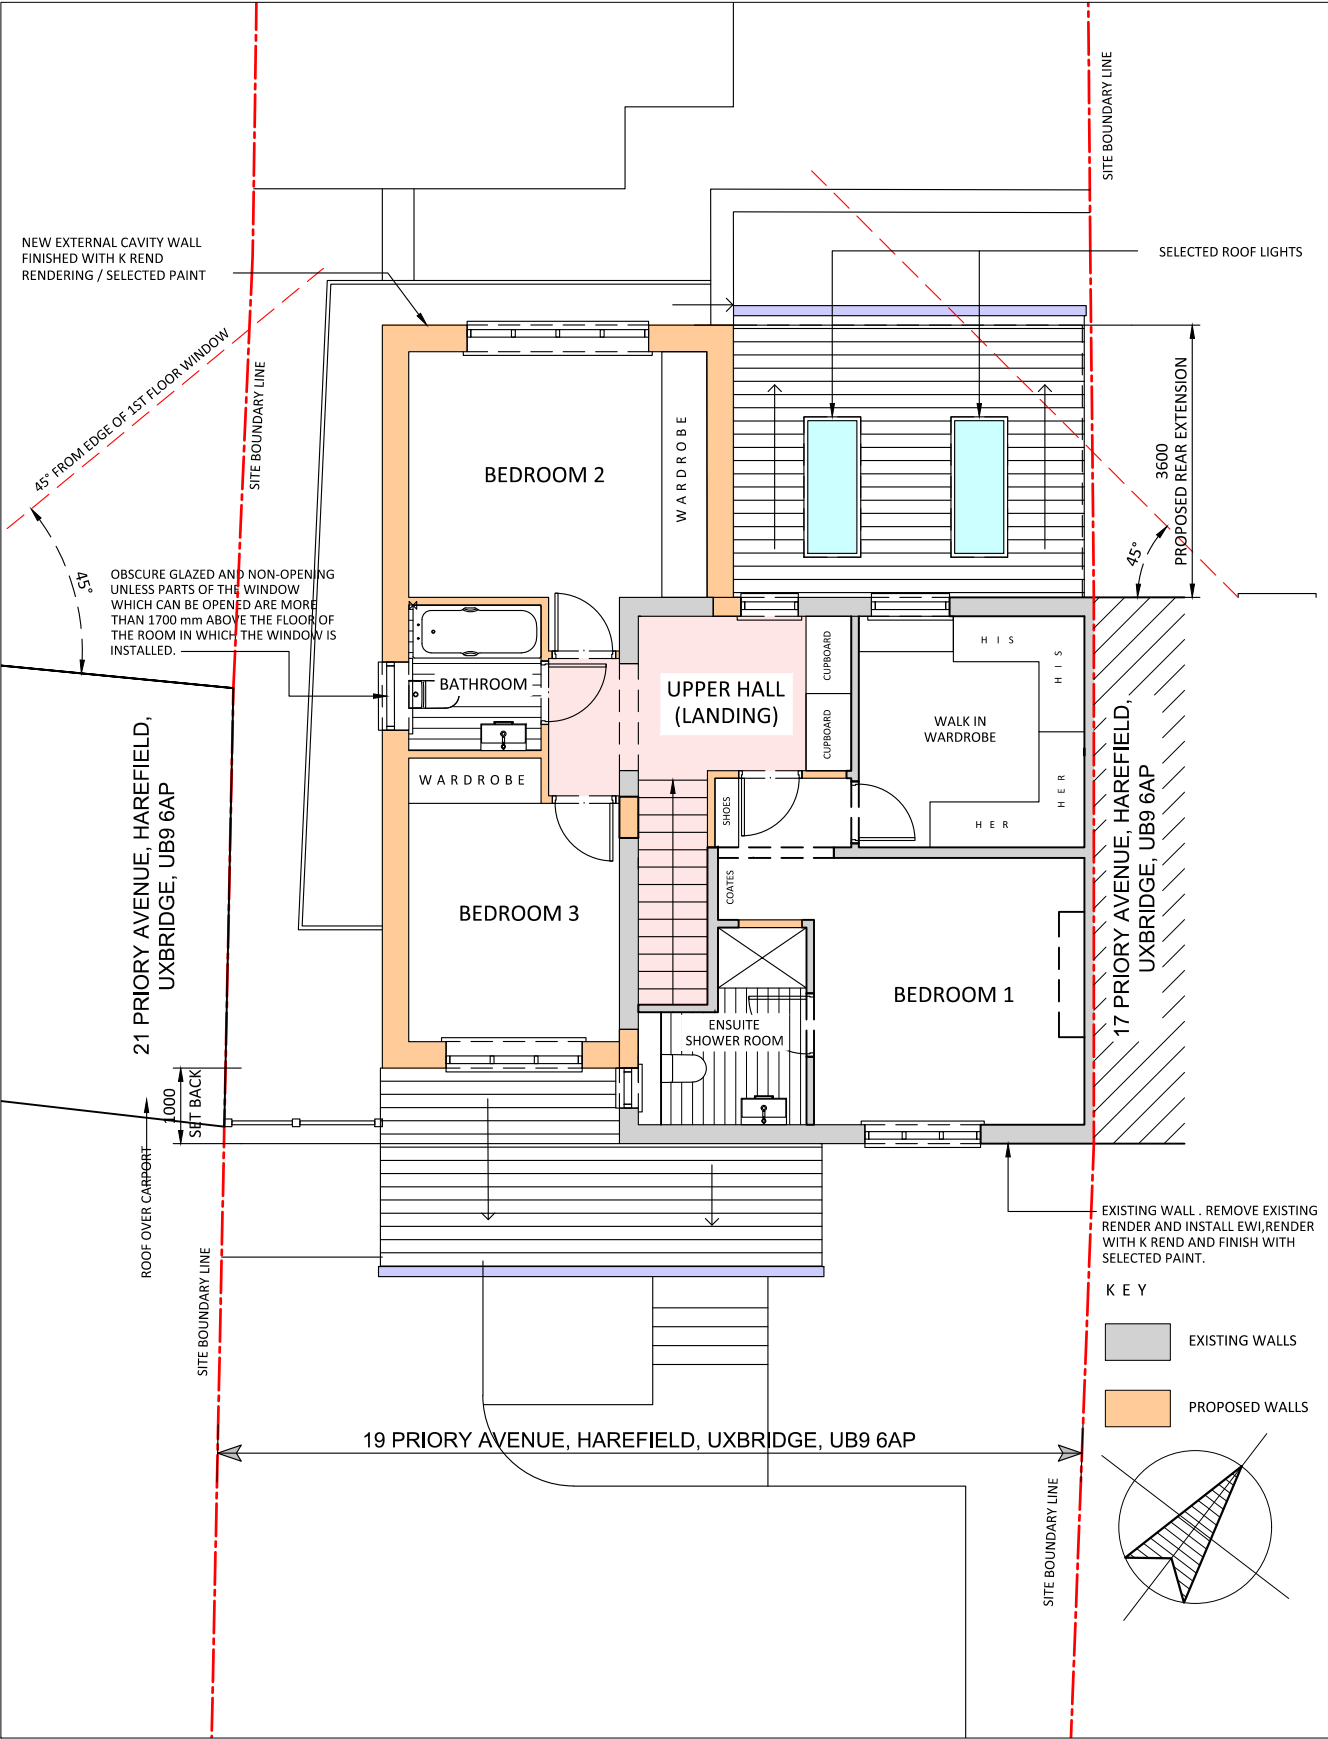 SITE BOUNDARY LINE
NEW EXTERNAL CAVITY WALL
FINISHED WITH K REND
RENDERING / SELECTED PAINT
SELECTED ROOF LIGHTS
45° FROM EDGE OF 1ST FLOOR WINDOW
SITE BOUNDARY LINE
3600
PROPOSED REAR EXTENSION
45°
45°
BEDROOM 2
WARDROBE
OBSCURE GLAZED AND NON-OPENING
UNLESS PARTS OF THE WINDOW
WHICH CAN BE OPENED ARE MORE
THAN 1700 mm ABOVE THE FLOOR OF
THE ROOM IN WHICH THE WINDOW IS
INSTALLED.
BATHROOM
UPPER HALL
(LANDING)
CUPBOARD
CUPBOARD
HIS
HIS
WALK IN
WARDROBE
HER
HER
WARDROBE
SHOES
COATES
21 PRIORY AVENUE, HAREFIELD,
UXBRIDGE, UB9 6AP
17 PRIORY AVENUE, HAREFIELD,
UXBRIDGE, UB9 6AP
BEDROOM 3
BEDROOM 1
ENSUITE
SHOWER ROOM
1000
SET BACK
ROOF OVER CARPORT
SITE BOUNDARY LINE
EXISTING WALL . REMOVE EXISTING
RENDER AND INSTALL EWI,RENDER
WITH K REND AND FINISH WITH
SELECTED PAINT.
KEY
EXISTING WALLS
PROPOSED WALLS
19 PRIORY AVENUE, HAREFIELD, UXBRIDGE, UB9 6AP
SITE BOUNDARY LINE